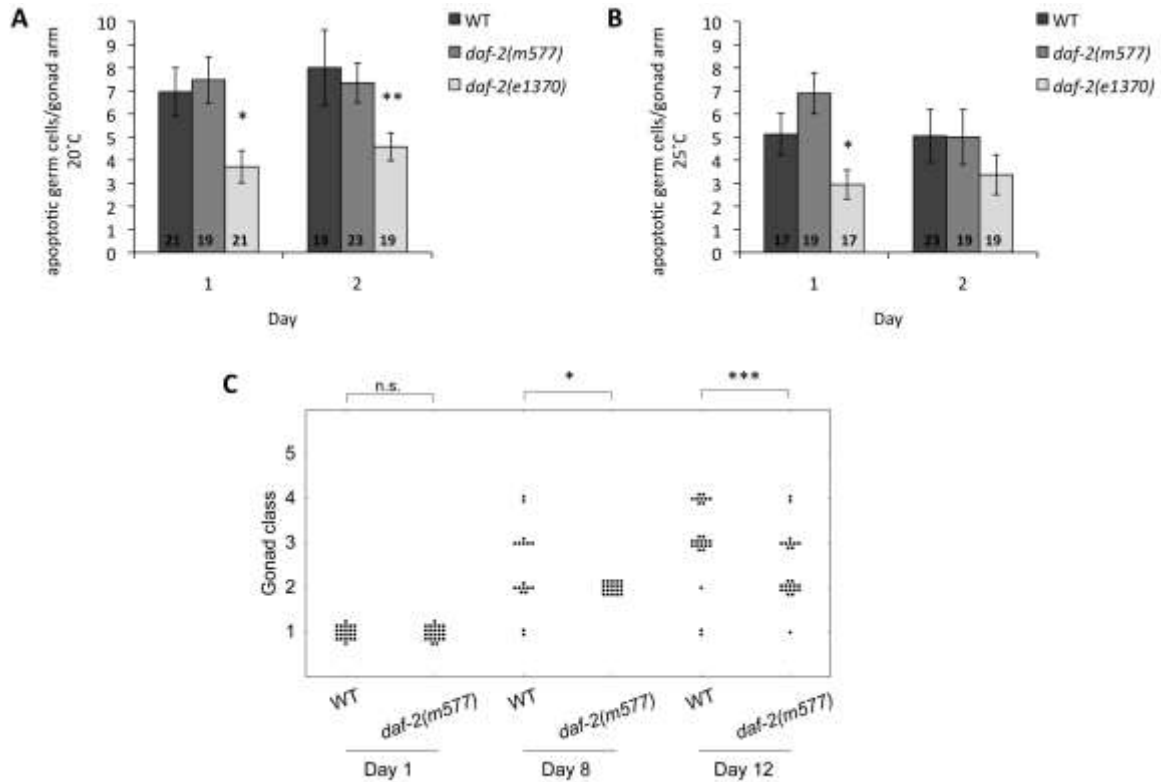 A
apoptotic germ cells/gonad arm
20˚C
10
9
8
7
6
5
4
3
2
1
0
* **
21 19 21 19 23 19
1 2
Day
WT
daf-2(m577)
daf-2(e1370)
B
apoptotic germ cells/gonad arm
25˚C
10
9
8
7
6
5
4
3
2
1
0
*
17 19 17 23 19 19
1 2
Day
WT
daf-2(m577)
daf-2(e1370)
C
n.s. * ***
Gonad class
5
4
3
2
1
WT daf-2(m577) WT daf-2(m577) WT daf-2(m577)
Day 1 Day 8 Day 12